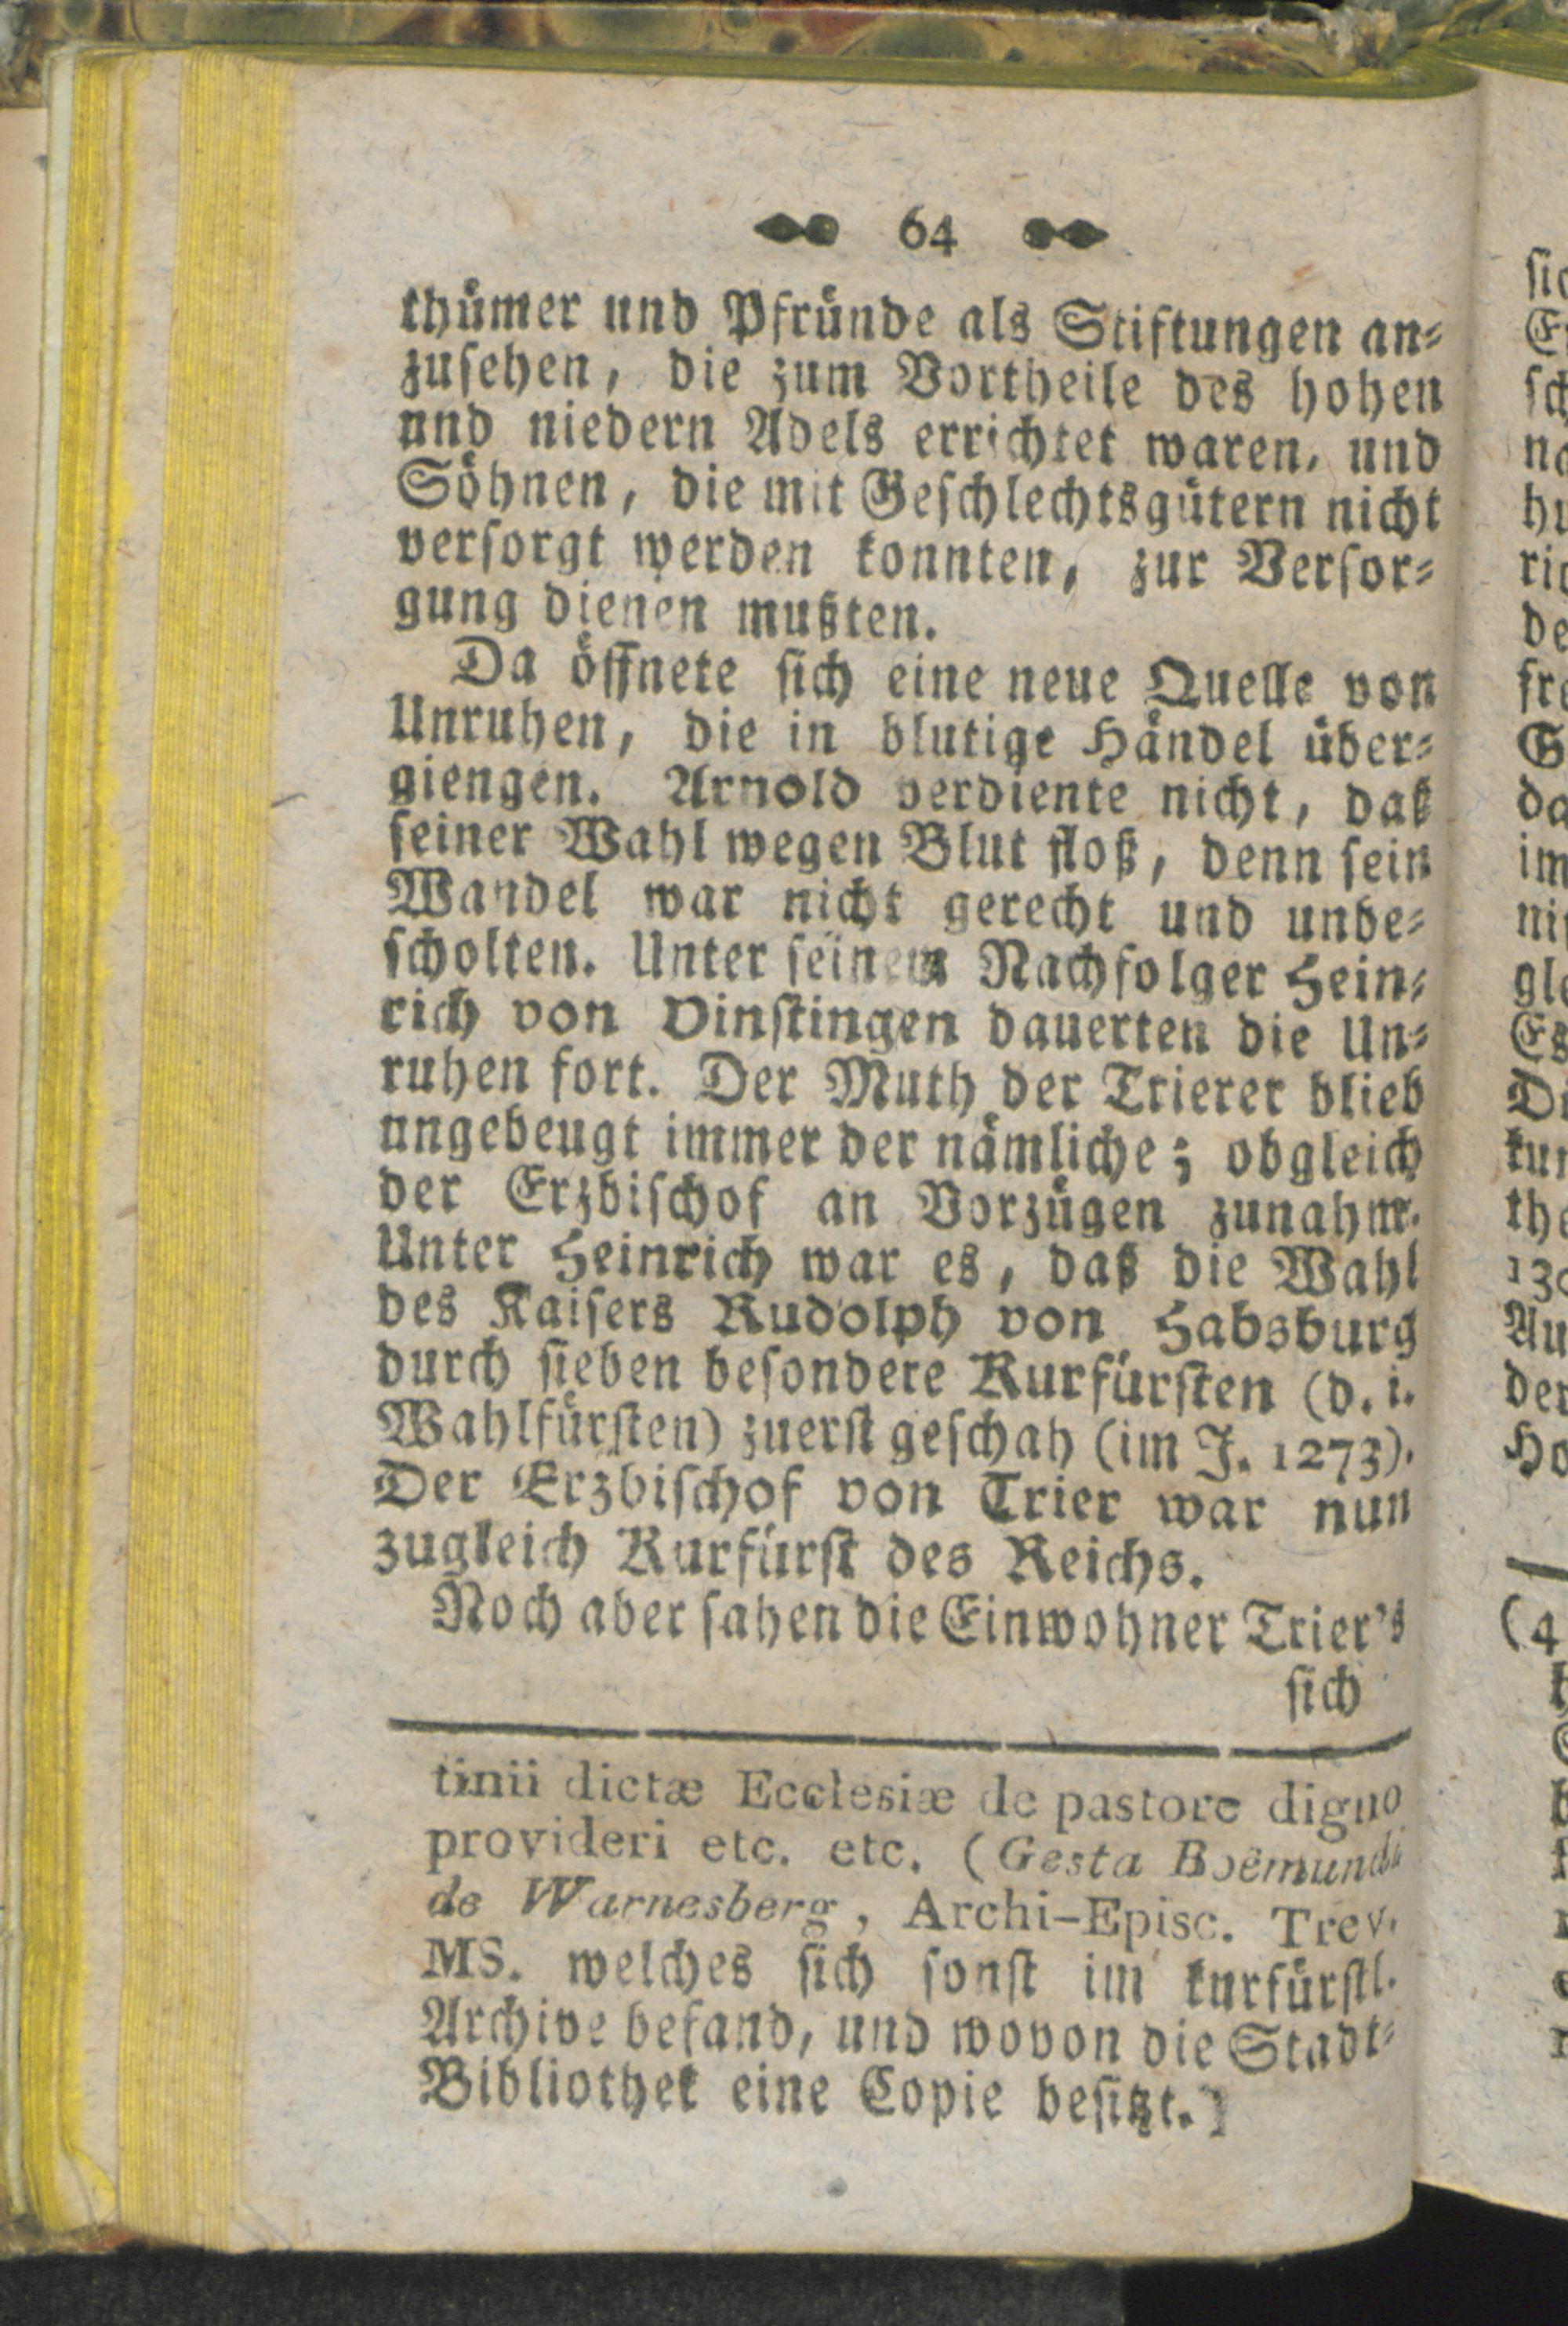 64
thümer und Pfründe als Stiftungen an-
zusehen, die zum Vortheile des hohen
und niedern Adels errichtet waren, und
Söhnen, die mit Geschlechtsgütern nicht
versorgt werden konnten, zur Versor-
gung dienen mußten.
Da öffnete sich eine neue Quelle von
Unruhen, die in blutige Händel über-
giengen. Arnold verdiente nicht, daß
seiner Wahl wegen Blut floß, denn sein
Wandel war nicht gerecht und unbe-
scholten. Unter seinem Nachfolger Hein-
rich von Vinstingen dauerten die Un-
ruhen fort. Der Muth der Trierer blieb
ungebeugt immer der nämliche; obgleich
der Erzbischof an Vorzügen zunahm.
Unter Heinrich war es, daß die Wahl
des Kaisers Rudolph von Habsburg
durch sieben besondere Kurfürsten (d. i.
Wahlfürsten) zuerst geschah (im J. 1273).
Der Erzbischof von Trier war nun
zugleich Kurfürst des Reichs.
Noch aber sahen die Einwohner Trier's
sich
tinii dictæ Ecclesiæ de pastore digno
provideri etc. etc. (Gesta Boëmundi
de Warnesberg, Archi-Episc. Trev.
MS. welches sich sonst im kurfürstl.
Archive befand, und wovon die Stadt-
Bibliothek eine Copie besitzt.]